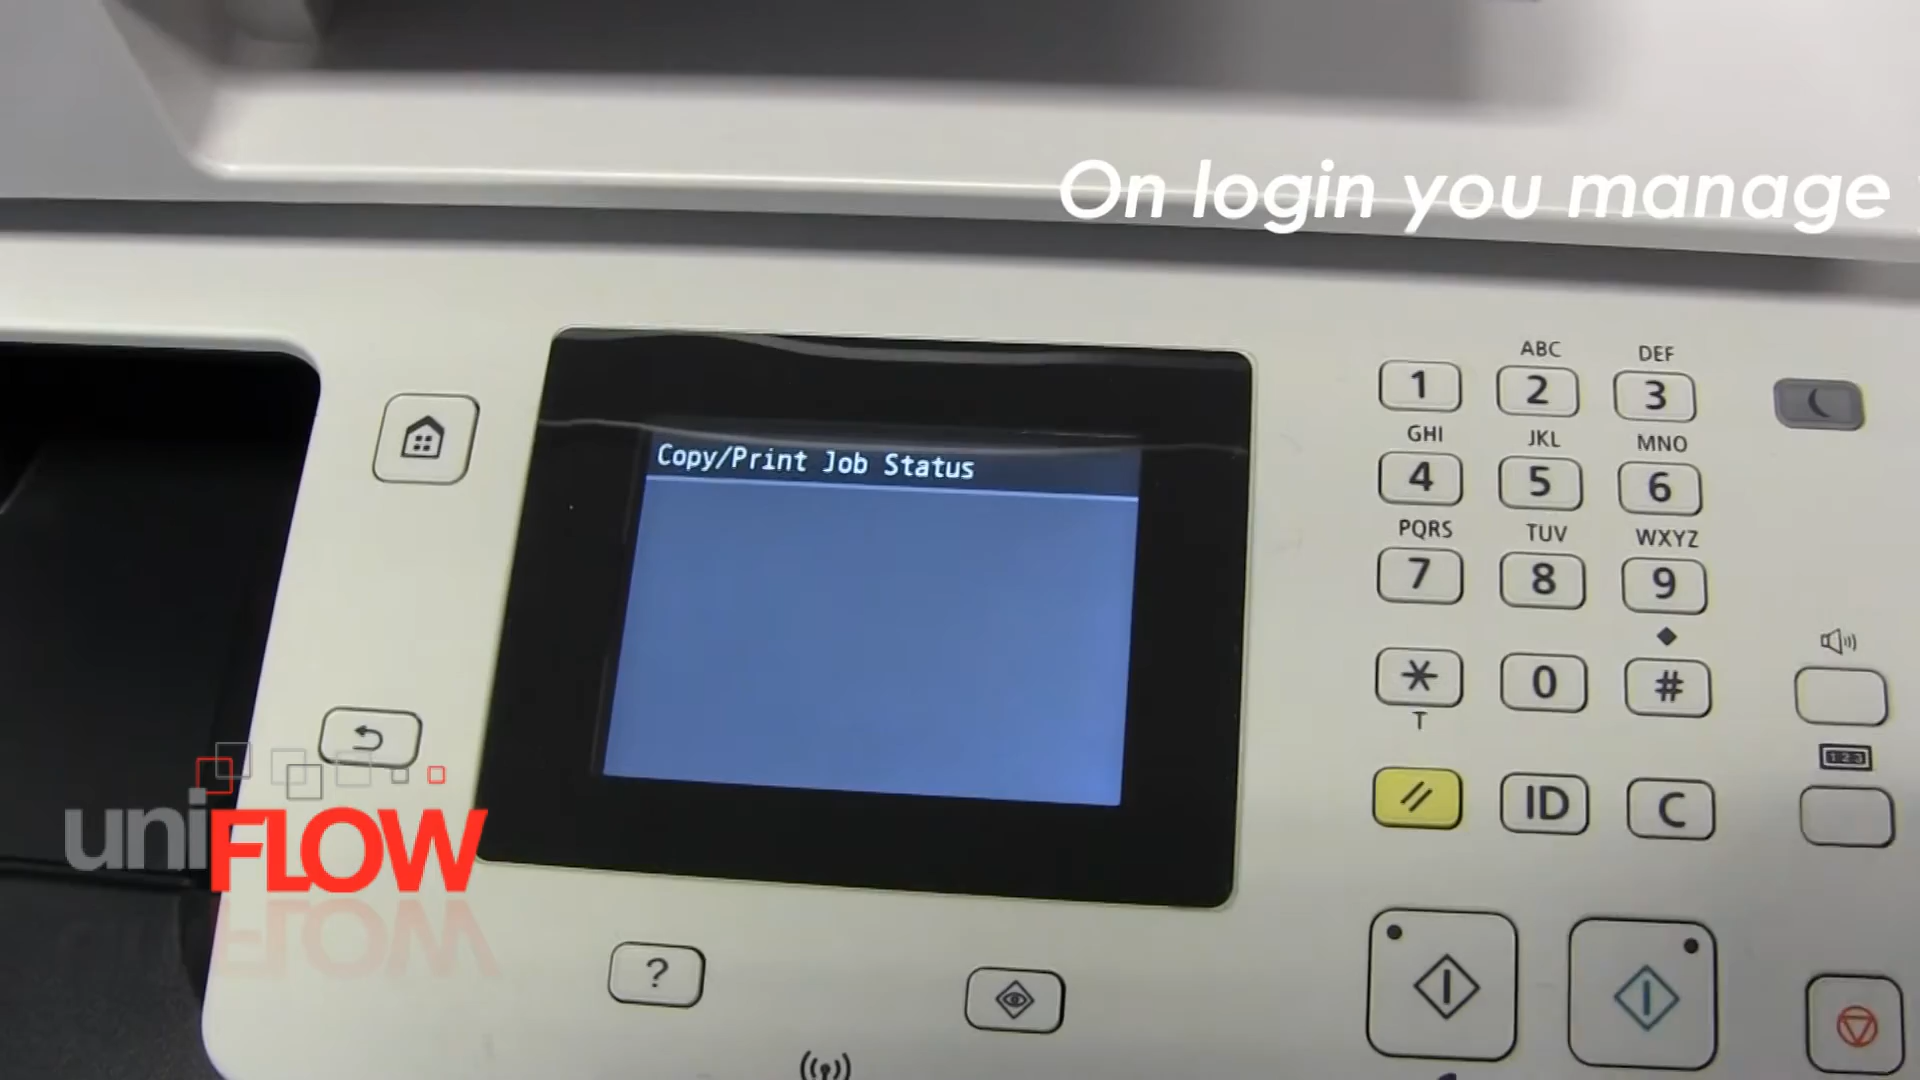 On login you manage
Copy/Print Job Status
ABC
DEF
1
2
3
GHI
JKL
MNO
4
5
6
PQRS
TUV
WXYZ
7
8
9
*
0
#
T
123
ID
C
?
uniFLOW